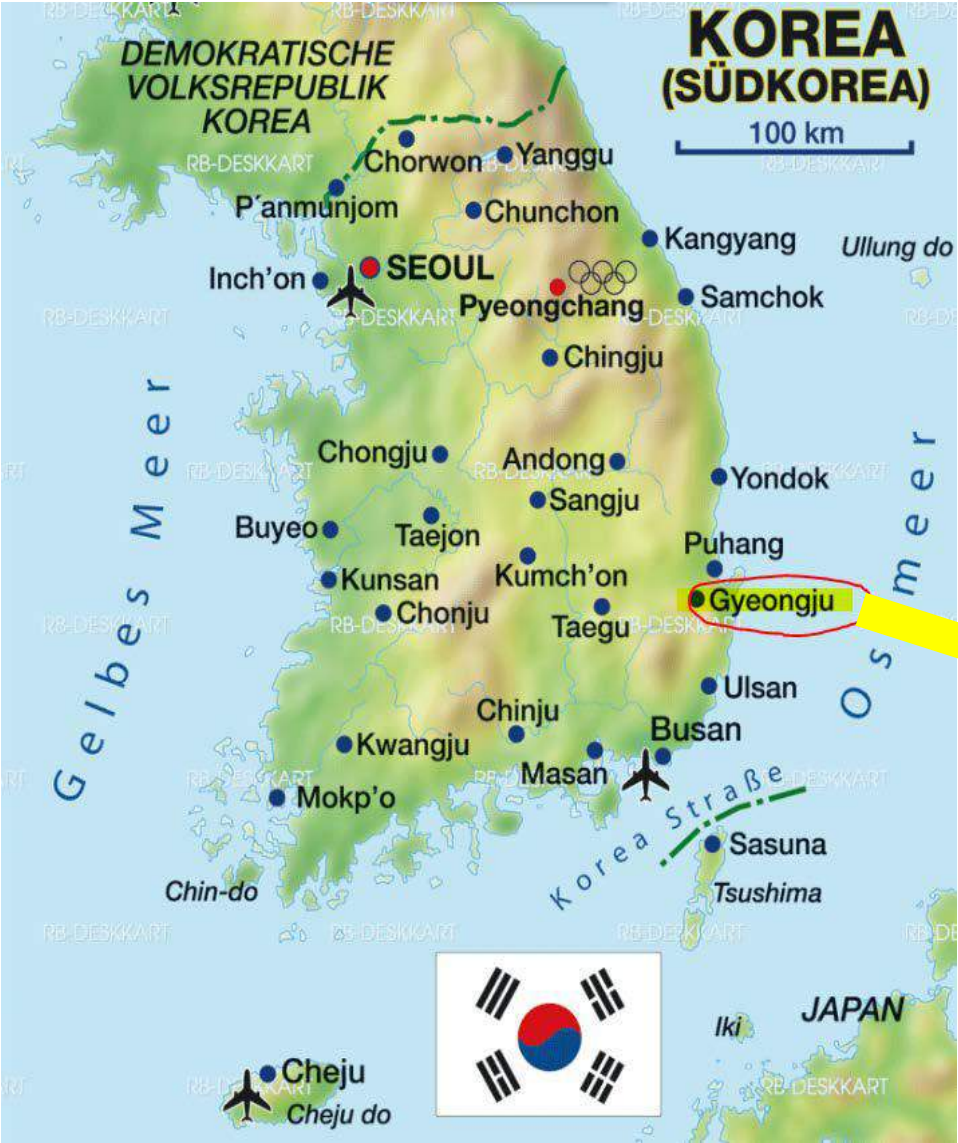 DEMOKRATISCHE
VOLKSREPUBLIK
KOREA
KOREA
(SÜDKOREA)
100 km
Chorwon
Yanggu
P´anmunjom
Chunchon
Kangyang
Ullung do
Inch'on
SEOUL
Pyeongchang
Samchok
Chingju
Gelbes Meer
Osmeer
Chongju
Andong
Yondok
Sangju
Buyeo
Taejon
Puhang
Kumch'on
Kunsan
Gyeongju
Chonju
Taegu
Ulsan
Chinju
Busan
Kwangju
Masan
Mokp'o
Korea Straße
Sasuna
Chin-do
Tsushima
JAPAN
Iki
Cheju
Cheju do
RB-DESKKART